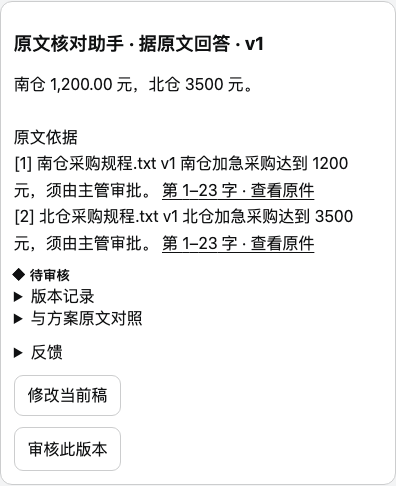 原文核对助手 · 据原文回答 · v1
南仓 1,200.00 元，北仓 3500 元。
原文依据
[1] 南仓采购规程.txt v1 南仓加急采购达到 1200
元，须由主管审批。 第 1–23 字 · 查看原件
[2] 北仓采购规程.txt v1 北仓加急采购达到 3500
元，须由主管审批。 第 1–23 字 · 查看原件
◆ 待审核
▶ 版本记录
▶ 与方案原文对照
▶ 反馈
修改当前稿
审核此版本